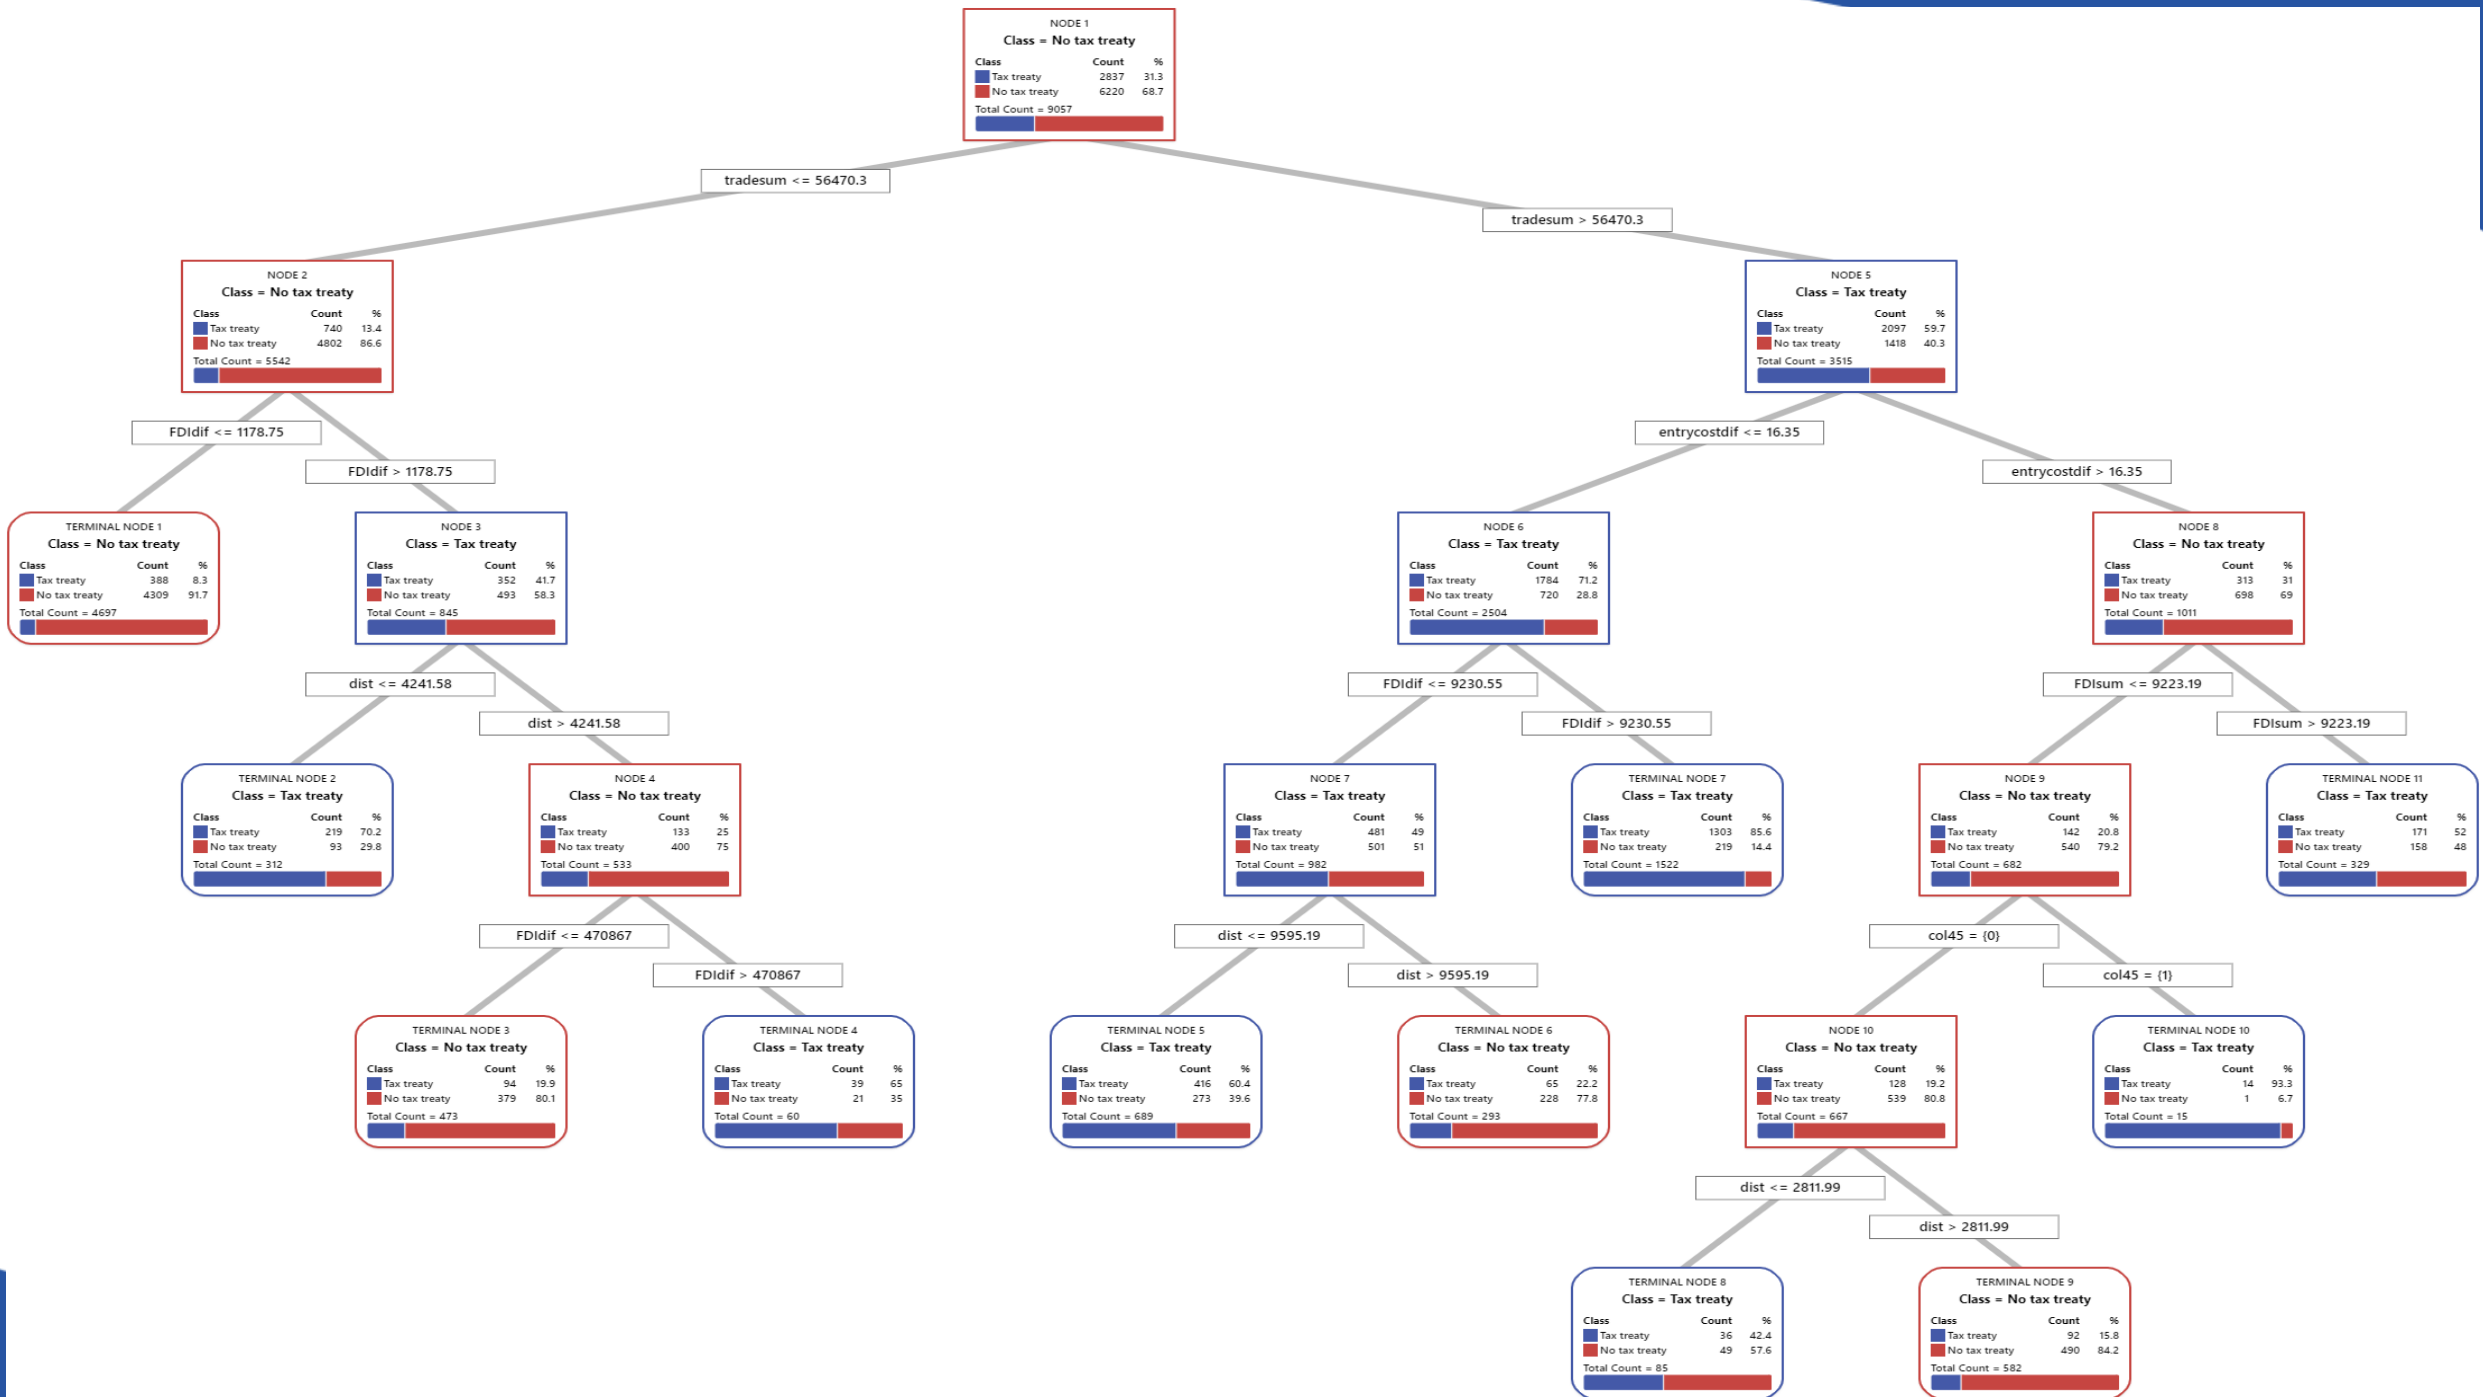 NODE 1
Class = No tax treaty
Class Count %
Tax treaty 2837 31.3
No tax treaty 6220 68.7
Total Count = 9057
tradesum <= 56470.3
tradesum > 56470.3
NODE 2
Class = No tax treaty
Class Count %
Tax treaty 740 13.4
No tax treaty 4802 86.6
Total Count = 5542
NODE 5
Class = Tax treaty
Class Count %
Tax treaty 2097 59.7
No tax treaty 1418 40.3
Total Count = 3515
FDIdif <= 1178.75
FDIdif > 1178.75
entrycostdif <= 16.35
entrycostdif > 16.35
TERMINAL NODE 1
Class = No tax treaty
Class Count %
Tax treaty 388 8.3
No tax treaty 4309 91.7
Total Count = 4697
NODE 3
Class = Tax treaty
Class Count %
Tax treaty 352 41.7
No tax treaty 493 58.3
Total Count = 845
NODE 6
Class = Tax treaty
Class Count %
Tax treaty 1784 71.2
No tax treaty 720 28.8
Total Count = 2504
NODE 8
Class = No tax treaty
Class Count %
Tax treaty 313 31
No tax treaty 698 69
Total Count = 1011
dist <= 4241.58
dist > 4241.58
FDIdif <= 9230.55
FDIdif > 9230.55
FDIsum <= 9223.19
FDIsum > 9223.19
TERMINAL NODE 2
Class = Tax treaty
Class Count %
Tax treaty 219 70.2
No tax treaty 93 29.8
Total Count = 312
NODE 4
Class = No tax treaty
Class Count %
Tax treaty 133 25
No tax treaty 400 75
Total Count = 533
NODE 7
Class = Tax treaty
Class Count %
Tax treaty 481 49
No tax treaty 501 51
Total Count = 982
TERMINAL NODE 7
Class = Tax treaty
Class Count %
Tax treaty 1303 85.6
No tax treaty 219 14.4
Total Count = 1522
NODE 9
Class = No tax treaty
Class Count %
Tax treaty 142 20.8
No tax treaty 540 79.2
Total Count = 682
TERMINAL NODE 11
Class = Tax treaty
Class Count %
Tax treaty 171 52
No tax treaty 158 48
Total Count = 329
FDIdif <= 470867
FDIdif > 470867
dist <= 9595.19
dist > 9595.19
col45 = {0}
col45 = {1}
TERMINAL NODE 3
Class = No tax treaty
Class Count %
Tax treaty 94 19.9
No tax treaty 379 80.1
Total Count = 473
TERMINAL NODE 4
Class = Tax treaty
Class Count %
Tax treaty 39 65
No tax treaty 21 35
Total Count = 60
TERMINAL NODE 5
Class = Tax treaty
Class Count %
Tax treaty 416 60.4
No tax treaty 273 39.6
Total Count = 689
TERMINAL NODE 6
Class = No tax treaty
Class Count %
Tax treaty 65 22.2
No tax treaty 228 77.8
Total Count = 293
NODE 10
Class = No tax treaty
Class Count %
Tax treaty 128 19.2
No tax treaty 539 80.8
Total Count = 667
TERMINAL NODE 10
Class = Tax treaty
Class Count %
Tax treaty 14 93.3
No tax treaty 1 6.7
Total Count = 15
dist <= 2811.99
dist > 2811.99
TERMINAL NODE 8
Class = Tax treaty
Class Count %
Tax treaty 36 42.4
No tax treaty 49 57.6
Total Count = 85
TERMINAL NODE 9
Class = No tax treaty
Class Count %
Tax treaty 92 15.8
No tax treaty 490 84.2
Total Count = 582